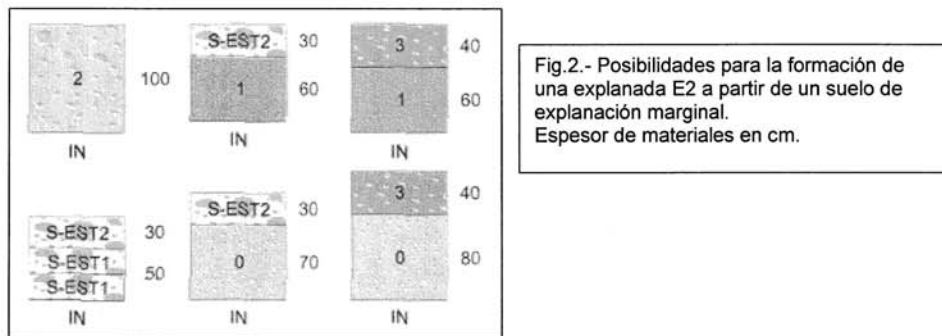 2 100
IN
S-EST2 30
1 60
IN
3 40
1 60
IN
S-EST2 30
S-EST1 50
S-EST1
IN
S-EST2 30
0 70
IN
3 40
0 80
IN
Fig.2.- Posibilidades para la formación de
una explanada E2 a partir de un suelo de
explanación marginal.
Espesor de materiales en cm.